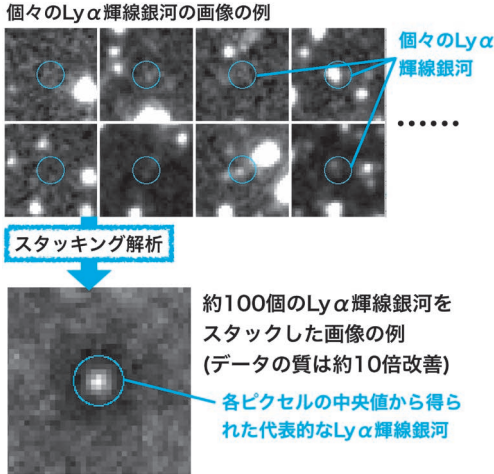 個々のLyα輝線銀河の画像の例
個々のLyα
輝線銀河
……
スタッキング解析
約100個のLyα輝線銀河を
スタックした画像の例
(データの質は約10倍改善)
各ピクセルの中央値から得ら
れた代表的なLyα輝線銀河